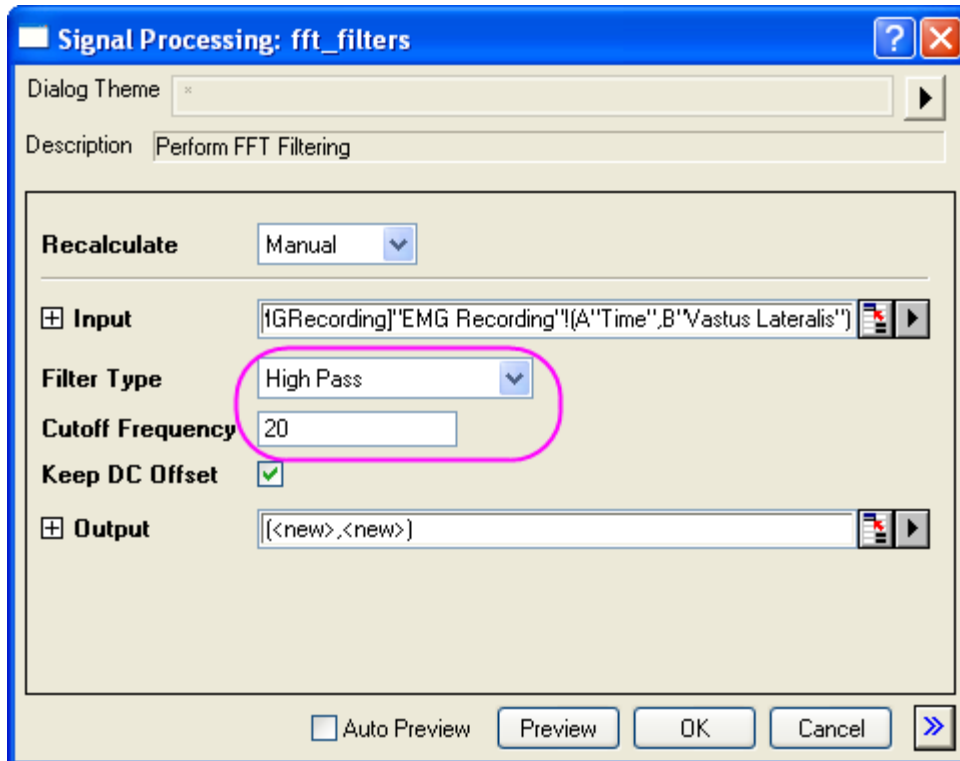 Signal Processing: fft_filters
Dialog Theme *
Description Perform FFT Filtering
Recalculate Manual
Input GRecording]"EMG Recording"!(A"Time",B"Vastus Lateralis")
Filter Type High Pass
Cutoff Frequency 20
Keep DC Offset
Output (<new>,<new>)
Auto Preview Preview OK Cancel